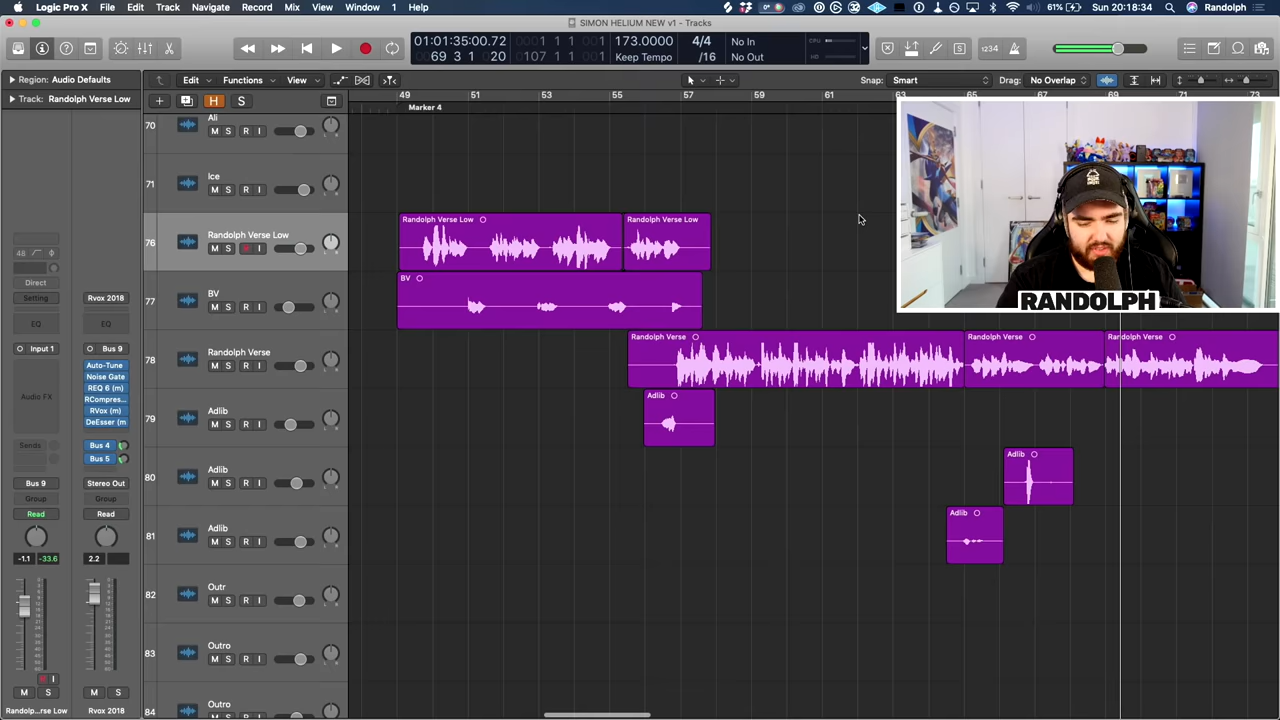 Logic Pro X File Edit Track Navigate Record Mix View Window 1 Help 61% Sun 20:18:34 Randolph
SIMON HELIUM NEW v1 - Tracks
01:01:35:00.72 0001 1 1 1 173.0000 4/4 No In CPU
69 3 1 20 0107 1 1 1 Keep Tempo /16 No Out
1234
Region: Audio Defaults
Edit Functions View Snap: Smart Drag: No Overlap
Track: Randolph Verse Low
H S
49 51 53 55 57 59 61 63 65 67 69 71 73
Marker 4
70 Ali
M S R I
71 Ice
M S R I
76 Randolph Verse Low
M S R I
Randolph Verse Low
Randolph Verse Low
77 BV
M S R I
BV
78 Randolph Verse
M S R I
Randolph Verse
Randolph Verse
Randolph Verse
79 Adlib
M S R I
Adlib
80 Adlib
M S R I
Adlib
81 Adlib
M S R I
Adlib
82 Outr
M S R I
83 Outro
M S R I
84 Outro
RANDOLPH
48
Direct
Setting Rvox 2018
EQ EQ
Input 1 Bus 9
Auto-Tune
Noise Gate
REQ 6 (m)
Audio FX
RCompres...
RVox (m)
DeEsser (m
Sends Bus 4
Bus 5
Bus 9 Stereo Out
Group Group
Read Read
-1.1 -33.6 2.2
M S M S
Randolp...rse Low Rvox 2018